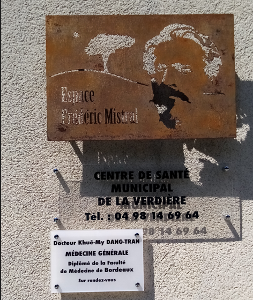 Espace
Frédéric Mistral
CENTRE DE SANTÉ
MUNICIPAL
DE LA VERDIÈRE
Tél. : 04 98 14 69 64
Docteur Khuê-My DANG-TRAN
MÉDECINE GÉNÉRALE
Diplômé de la Faculté
de Médecine de Bordeaux
Sur rendez-vous